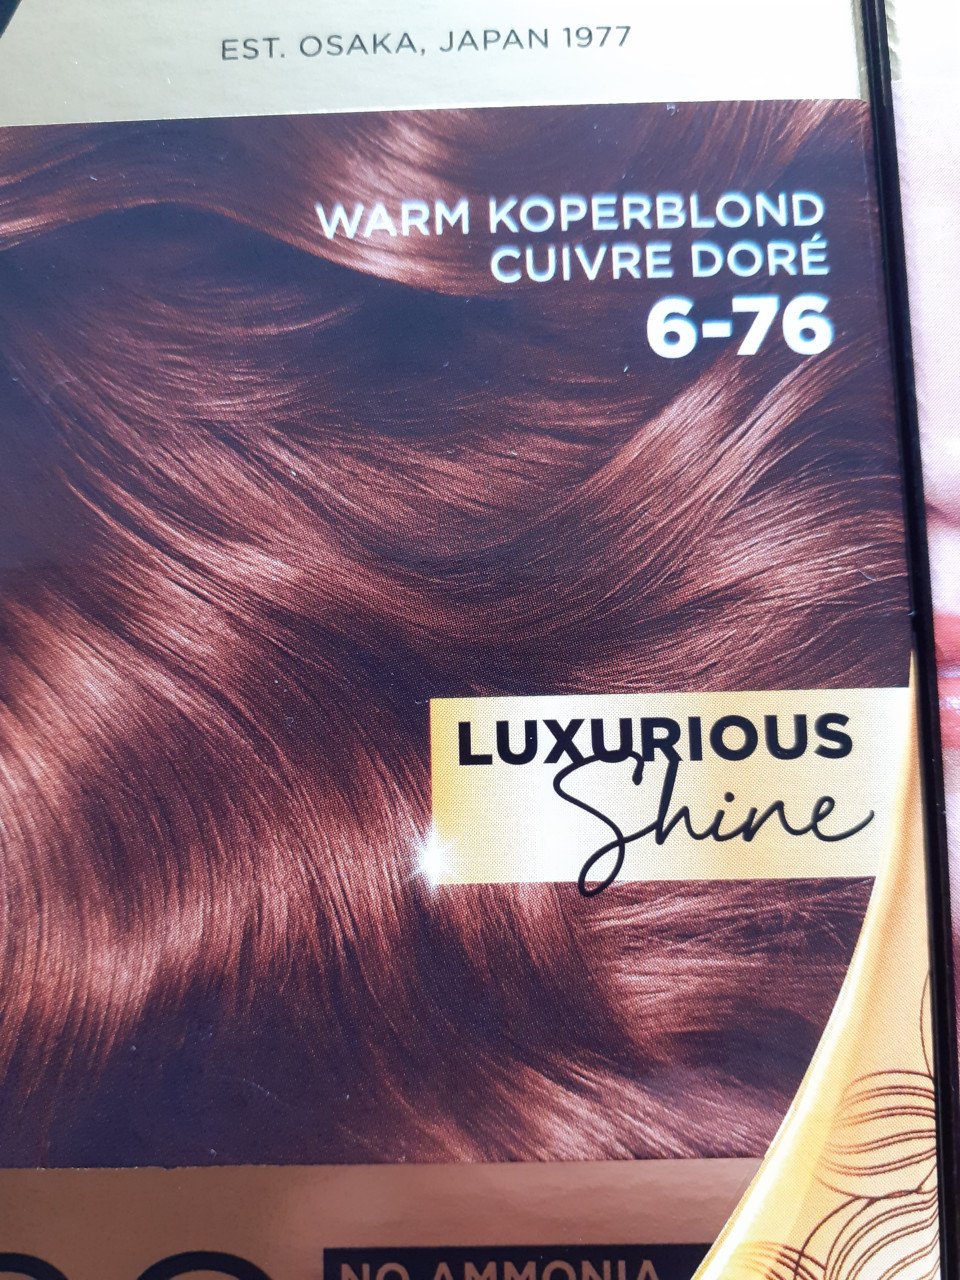 EST. OSAKA, JAPAN 1977
WARM KOPERBLOND
CUIVRE DORÉ
6-76
LUXURIOUS
Shine
NO AMMONIA